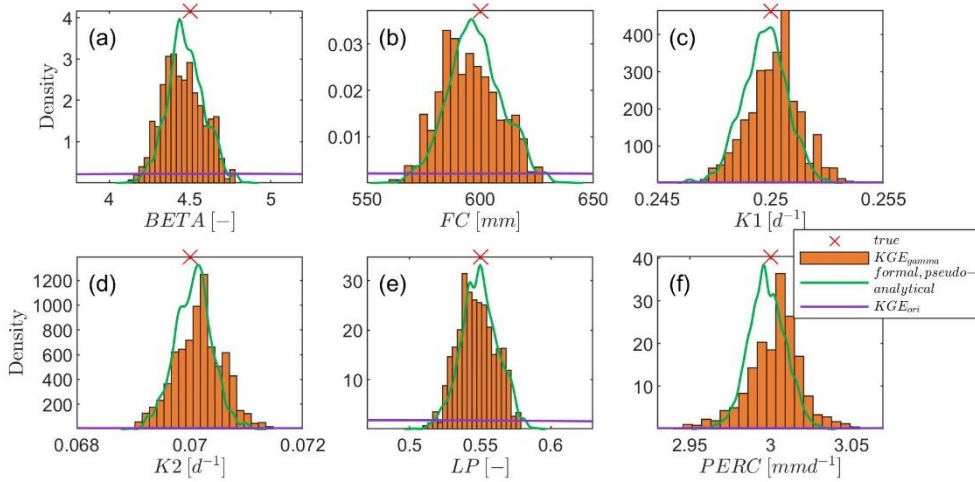 (a)
Density
4
3
2
1
4
4.5
5
BETA [−]
(b)
0.03
0.02
0.01
550
600
650
FC [mm]
(c)
400
300
200
100
0.245
0.25
0.255
K1 [d⁻¹]
(d)
Density
1200
1000
800
600
400
200
0.068
0.07
0.072
K2 [d⁻¹]
(e)
30
20
10
0.5
0.55
0.6
LP [−]
(f)
40
30
20
10
2.95
3
3.05
PERC [mmd⁻¹]
true
KGE_gamma
formal, pseudo−
analytical
KGE_ori